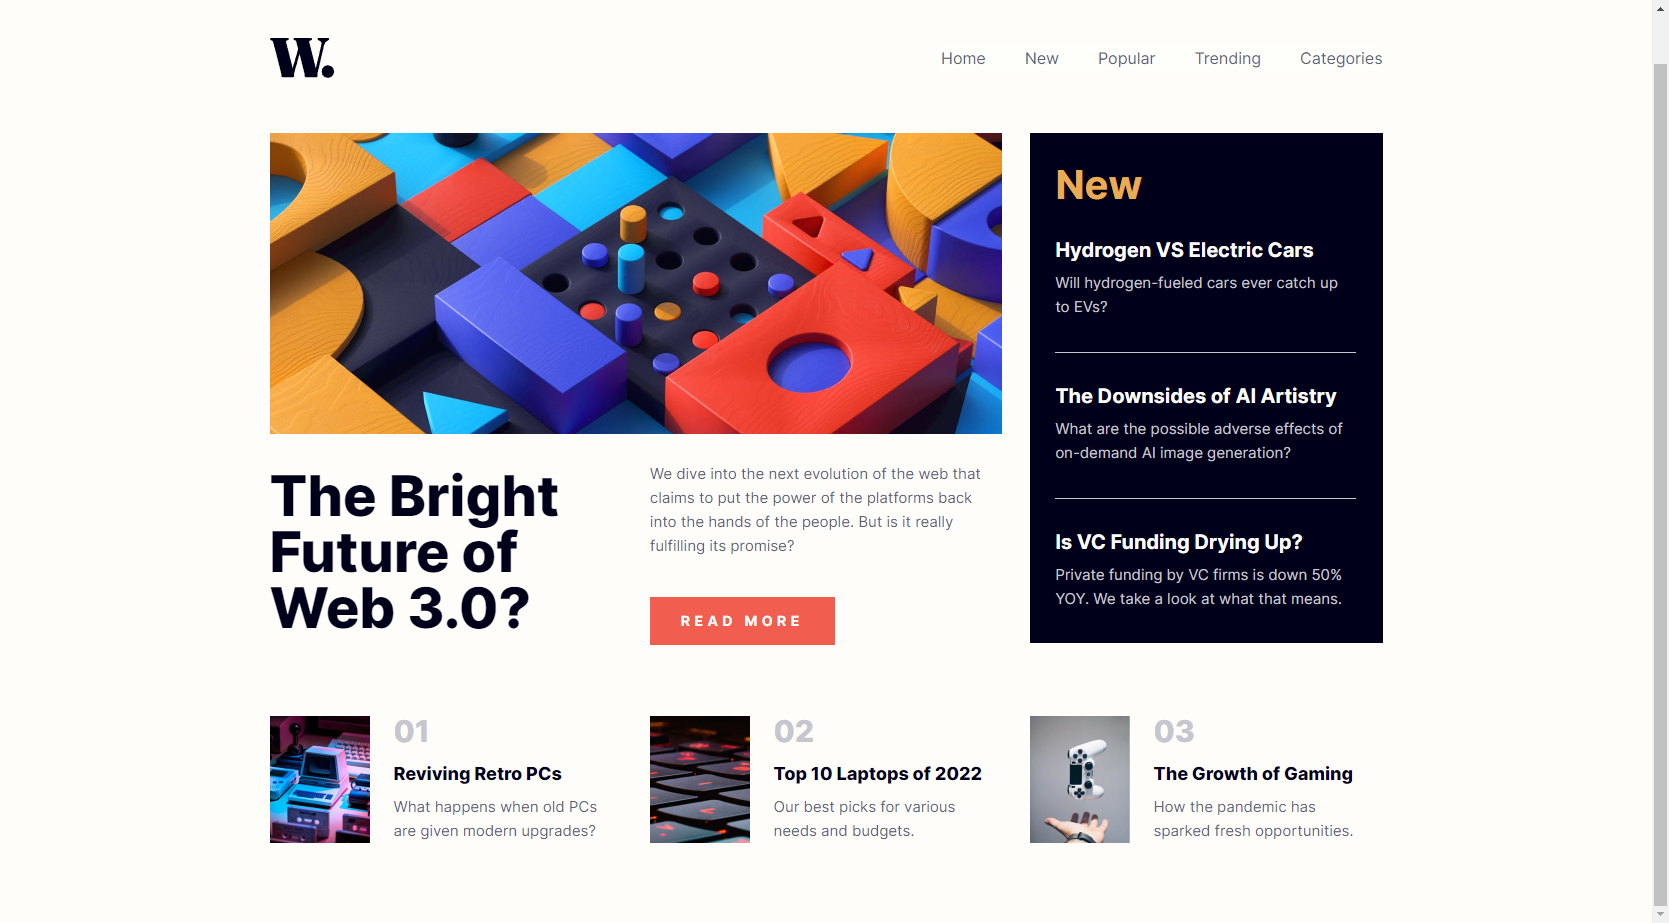 W.
Home New Popular Trending Categories
The Bright
Future of
Web 3.0?
We dive into the next evolution of the web that
claims to put the power of the platforms back
into the hands of the people. But is it really
fulfilling its promise?
READ MORE
New
Hydrogen VS Electric Cars
Will hydrogen-fueled cars ever catch up
to EVs?
The Downsides of AI Artistry
What are the possible adverse effects of
on-demand AI image generation?
Is VC Funding Drying Up?
Private funding by VC firms is down 50%
YOY. We take a look at what that means.
01
Reviving Retro PCs
What happens when old PCs
are given modern upgrades?
02
Top 10 Laptops of 2022
Our best picks for various
needs and budgets.
03
The Growth of Gaming
How the pandemic has
sparked fresh opportunities.